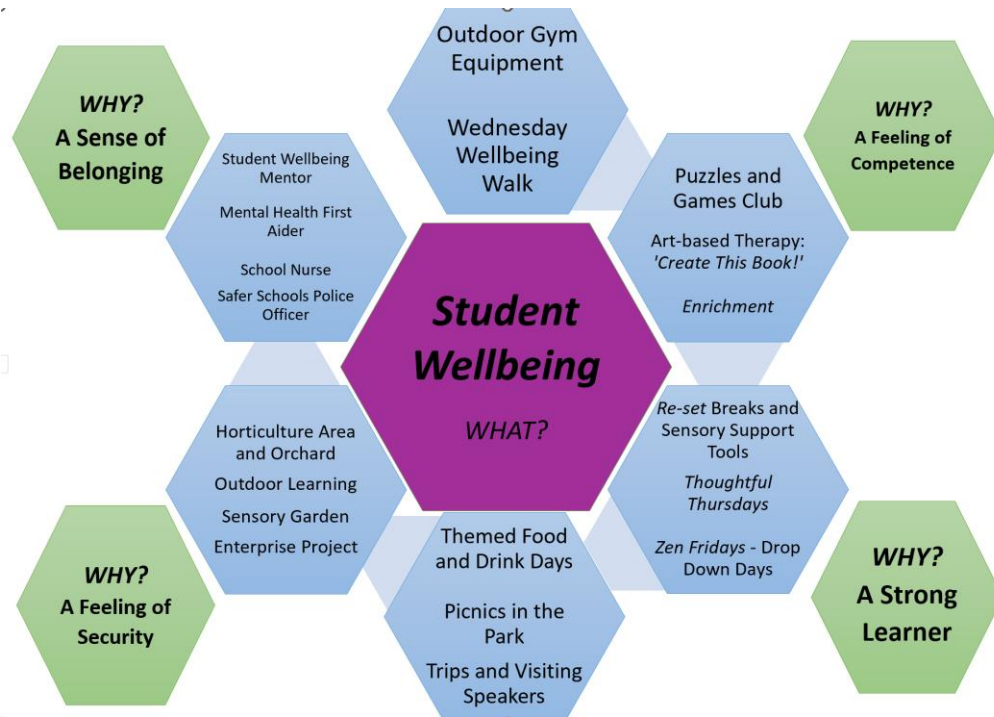 Outdoor Gym
Equipment
Wednesday
Wellbeing
Walk
WHY?
A Sense of
Belonging
WHY?
A Feeling of
Competence
Student Wellbeing
Mentor
Mental Health First
Aider
School Nurse
Safer Schools Police
Officer
Puzzles and
Games Club
Art-based Therapy:
'Create This Book!'
Enrichment
Student
Wellbeing
WHAT?
Horticulture Area
and Orchard
Outdoor Learning
Sensory Garden
Enterprise Project
Re-set Breaks and
Sensory Support
Tools
Thoughtful
Thursdays
Zen Fridays - Drop
Down Days
Themed Food
and Drink Days
Picnics in the
Park
Trips and Visiting
Speakers
WHY?
A Feeling of
Security
WHY?
A Strong
Learner